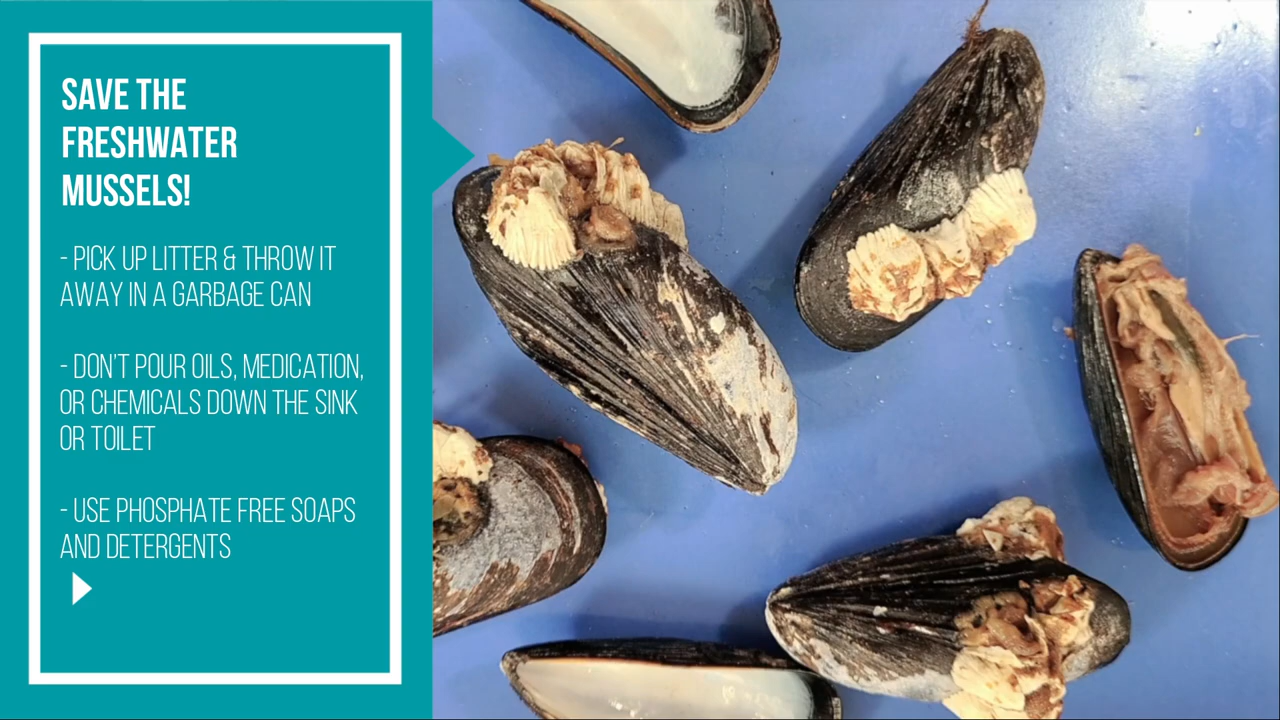 SAVE THE
FRESHWATER
MUSSELS!
- PICK UP LITTER & THROW IT
AWAY IN A GARBAGE CAN
- DON'T POUR OILS, MEDICATION,
OR CHEMICALS DOWN THE SINK
OR TOILET
- USE PHOSPHATE FREE SOAPS
AND DETERGENTS